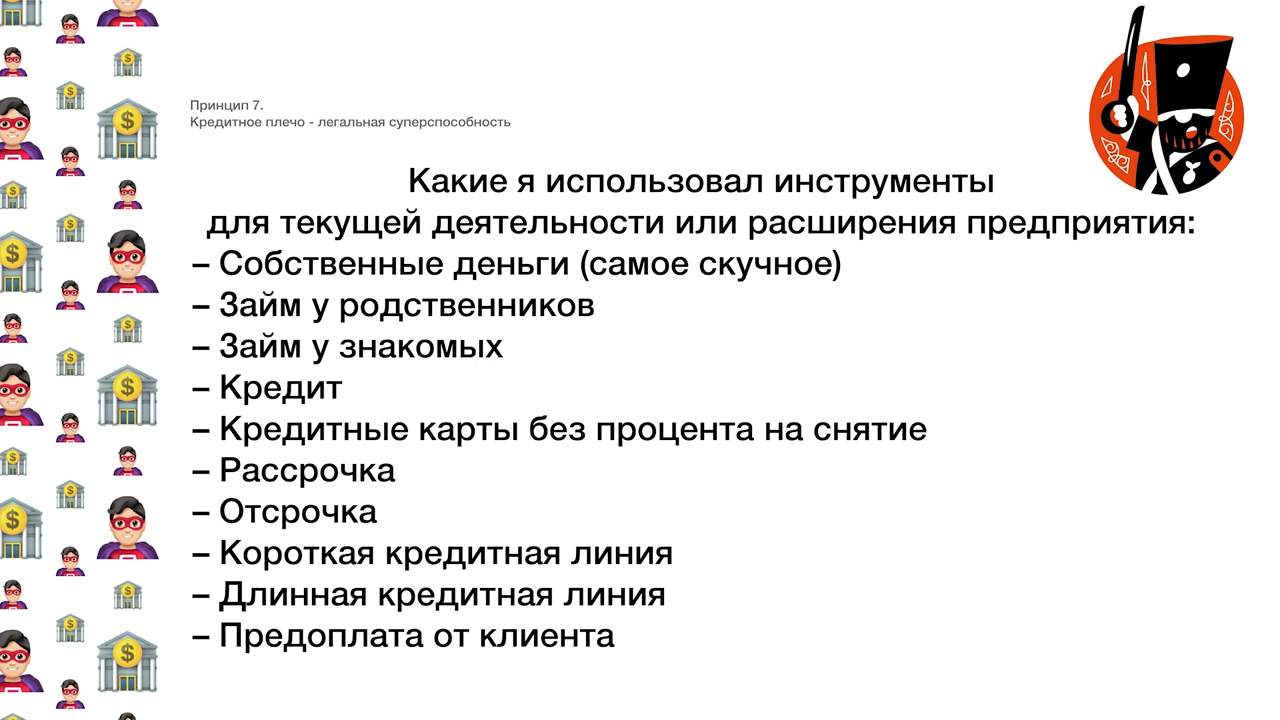 Принцип 7.
Кредитное плечо - легальная суперспособность
Какие я использовал инструменты
для текущей деятельности или расширения предприятия:
– Собственные деньги (самое скучное)
– Займ у родственников
– Займ у знакомых
– Кредит
– Кредитные карты без процента на снятие
– Рассрочка
– Отсрочка
– Короткая кредитная линия
– Длинная кредитная линия
– Предоплата от клиента